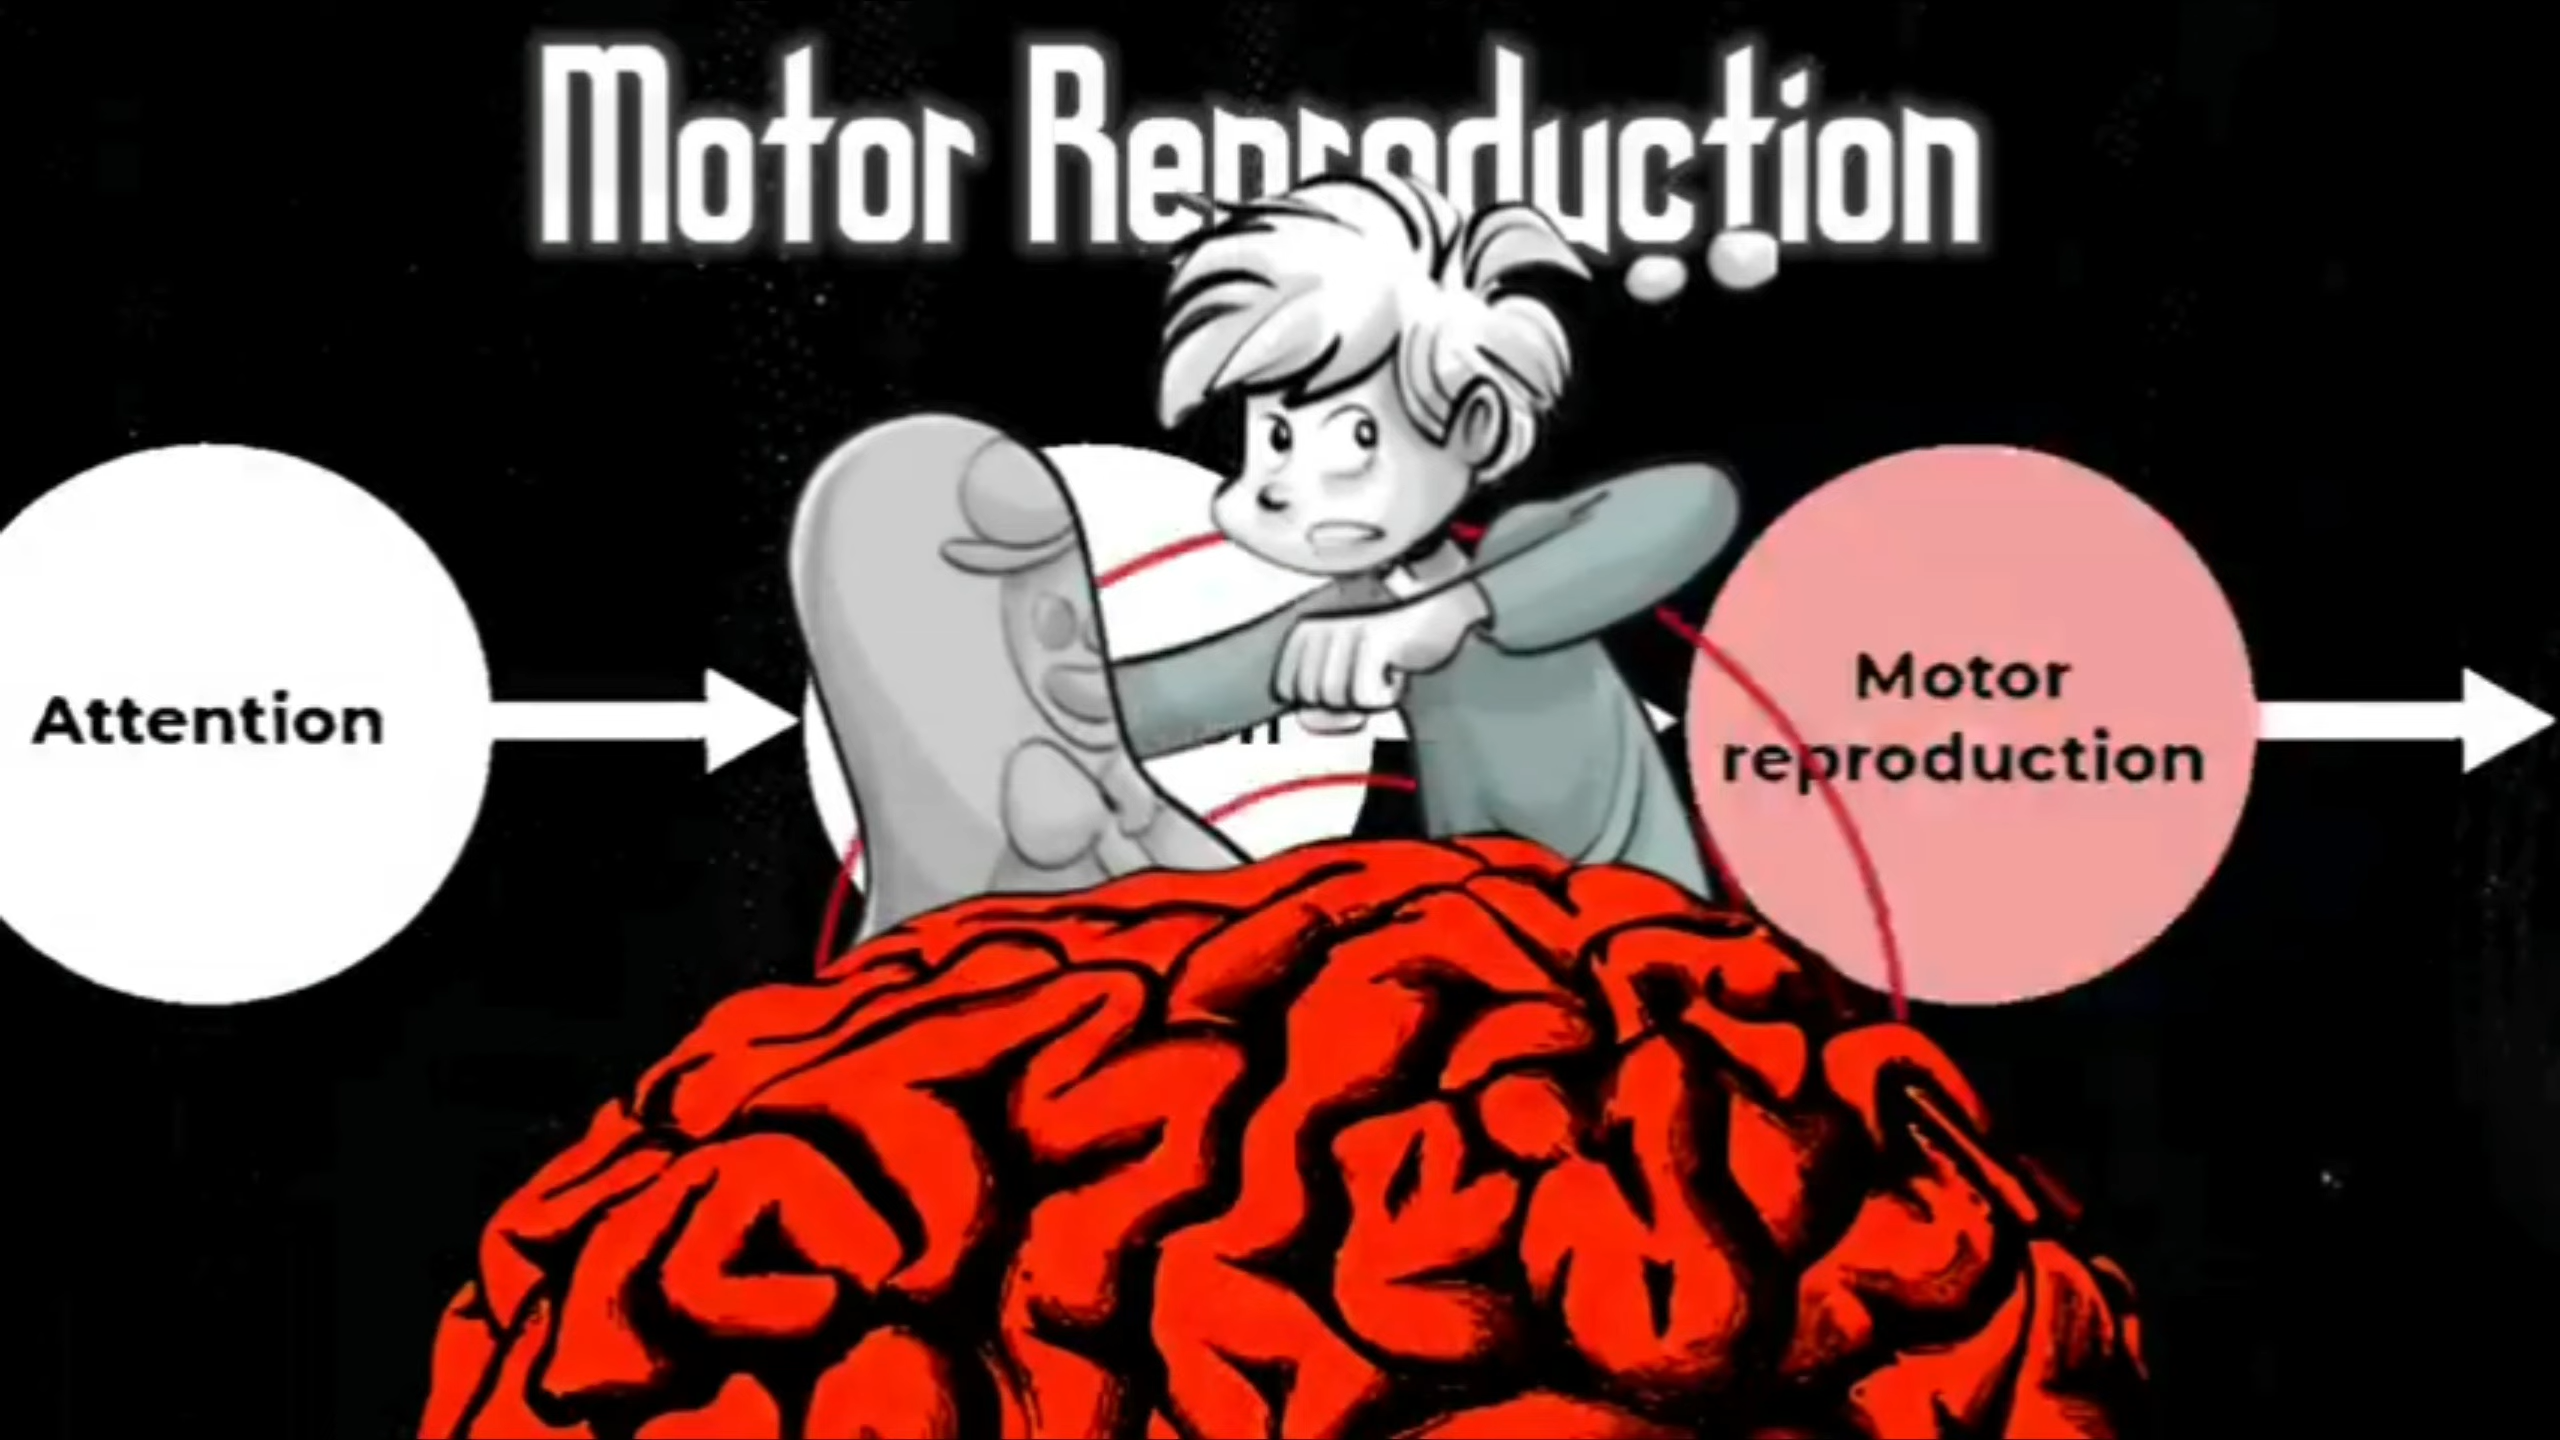 Motor Reproduction
Attention
Motor
reproduction